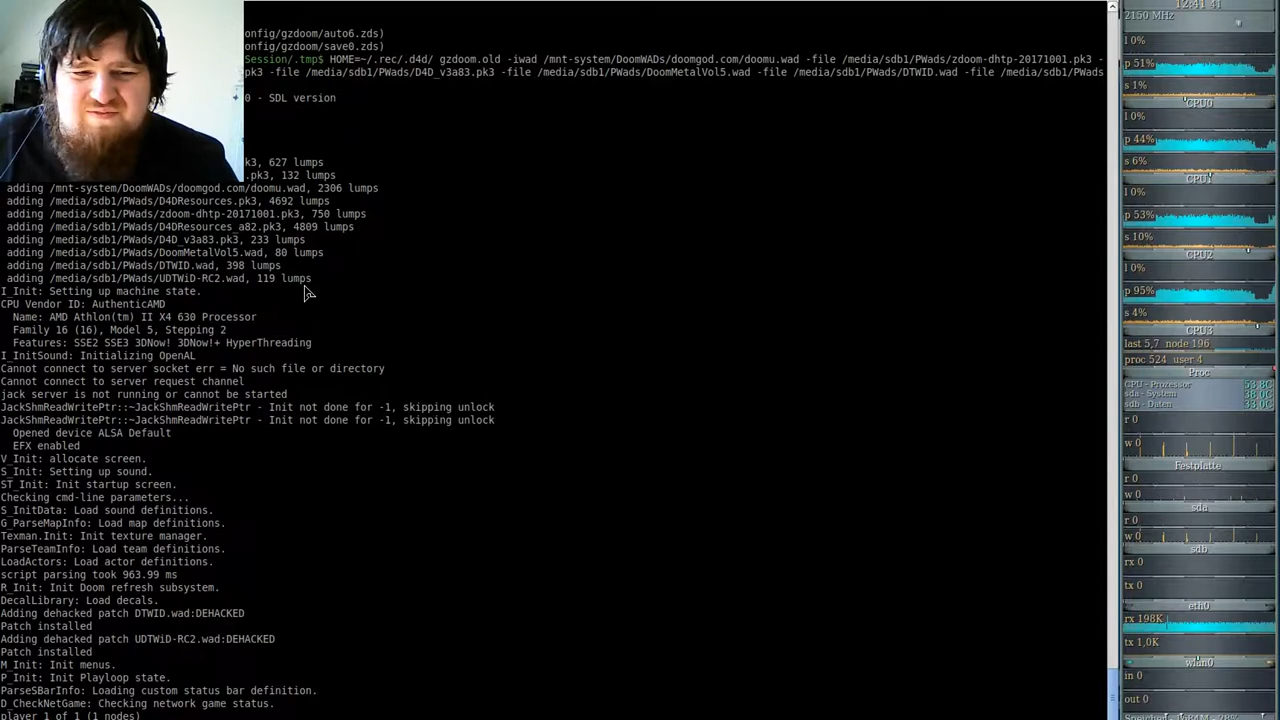 onfig/gzdoom/auto6.zds)
onfig/gzdoom/save0.zds)
Session/.tmp$ HOME=~/.rec/.d4d/ gzdoom.old -iwad /mnt-system/DoomWADs/doomgod.com/doomu.wad -file /media/sdb1/PWads/zdoom-dhtp-20171001.pk3 -
pk3 -file /media/sdb1/PWads/D4D_v3a83.pk3 -file /media/sdb1/PWads/DoomMetalVol5.wad -file /media/sdb1/PWads/DTWID.wad -file /media/sdb1/PWads
0 - SDL version
k3, 627 lumps
.pk3, 132 lumps
adding /mnt-system/DoomWADs/doomgod.com/doomu.wad, 2306 lumps
adding /media/sdb1/PWads/D4DResources.pk3, 4692 lumps
adding /media/sdb1/PWads/zdoom-dhtp-20171001.pk3, 750 lumps
adding /media/sdb1/PWads/D4DResources_a82.pk3, 4809 lumps
adding /media/sdb1/PWads/D4D_v3a83.pk3, 233 lumps
adding /media/sdb1/PWads/DoomMetalVol5.wad, 80 lumps
adding /media/sdb1/PWads/DTWID.wad, 398 lumps
adding /media/sdb1/PWads/UDTWiD-RC2.wad, 119 lumps
I_Init: Setting up machine state.
CPU Vendor ID: AuthenticAMD
Name: AMD Athlon(tm) II X4 630 Processor
Family 16 (16), Model 5, Stepping 2
Features: SSE2 SSE3 3DNow! 3DNow!+ HyperThreading
I_InitSound: Initializing OpenAL
Cannot connect to server socket err = No such file or directory
Cannot connect to server request channel
jack server is not running or cannot be started
JackShmReadWritePtr::~JackShmReadWritePtr - Init not done for -1, skipping unlock
JackShmReadWritePtr::~JackShmReadWritePtr - Init not done for -1, skipping unlock
Opened device ALSA Default
EFX enabled
V_Init: allocate screen.
S_Init: Setting up sound.
ST_Init: Init startup screen.
Checking cmd-line parameters...
S_InitData: Load sound definitions.
G_ParseMapInfo: Load map definitions.
Texman.Init: Init texture manager.
ParseTeamInfo: Load team definitions.
LoadActors: Load actor definitions.
script parsing took 963.99 ms
R_Init: Init Doom refresh subsystem.
DecalLibrary: Load decals.
Adding dehacked patch DTWID.wad:DEHACKED
Patch installed
Adding dehacked patch UDTWiD-RC2.wad:DEHACKED
Patch installed
M_Init: Init menus.
P_Init: Init Playloop state.
ParseSBarInfo: Loading custom status bar definition.
D_CheckNetGame: Checking network game status.
player 1 of 1 (1 nodes)
12:41 41
2150 MHz
l 0%
p 51%
s 1%
CPU0
l 0%
p 44%
s 6%
CPU1
l 0%
p 53%
s 10%
CPU2
l 0%
p 95%
s 4%
CPU3
last 5,7 node 196
proc 524 user 4
Proc
CPU - Prozessor 53.8C
sda - System 38.0C
sdb - Daten 33.0C
r 0
w 0
Festplatte
r 0
w 0
sda
r 0
w 0
sdb
rx 0
tx 0
eth0
rx 198K
tx 1,0K
wlan0
in 0
out 0